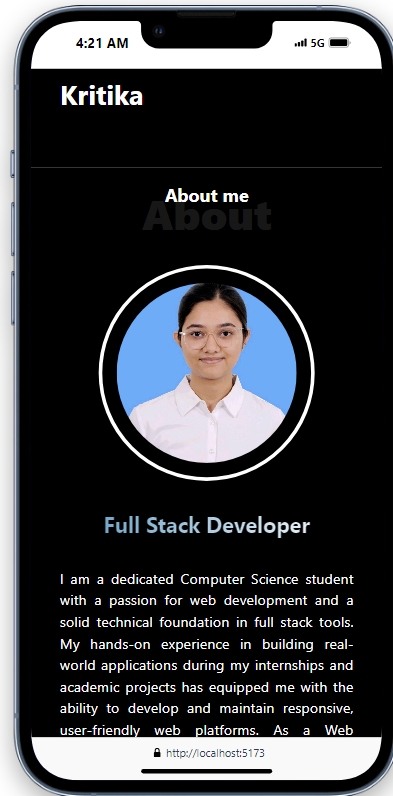 4:21 AM 5G
Kritika
About me
About
Full Stack Developer
I am a dedicated Computer Science student
with a passion for web development and a
solid technical foundation in full stack tools.
My hands-on experience in building real-
world applications during my internships and
academic projects has equipped me with the
ability to develop and maintain responsive,
user-friendly web platforms. As a Web
http://localhost:5173